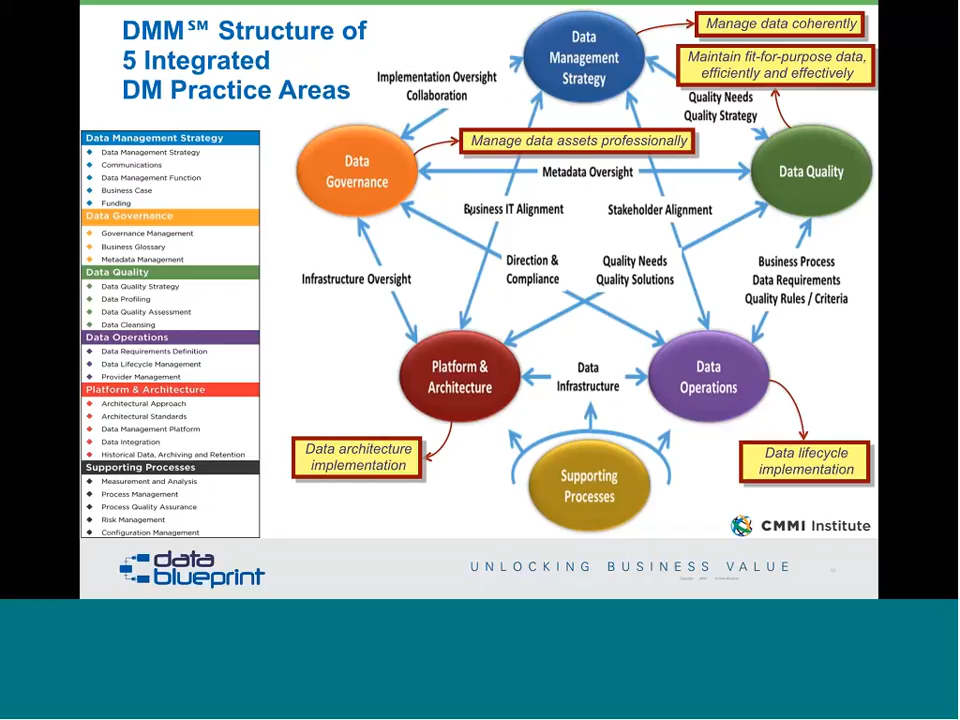 DMM℠ Structure of
5 Integrated
DM Practice Areas
Data Management Strategy
Data Management Strategy
Communications
Data Management Function
Business Case
Funding
Data Governance
Governance Management
Business Glossary
Metadata Management
Data Quality
Data Quality Strategy
Data Profiling
Data Quality Assessment
Data Cleansing
Data Operations
Data Requirements Definition
Data Lifecycle Management
Provider Management
Platform & Architecture
Architectural Approach
Architectural Standards
Data Management Platform
Data Integration
Historical Data, Archiving and Retention
Supporting Processes
Measurement and Analysis
Process Management
Process Quality Assurance
Risk Management
Configuration Management
Data
Management
Strategy
Manage data coherently
Maintain fit-for-purpose data,
efficiently and effectively
Implementation Oversight
Collaboration
Quality Needs
Quality Strategy
Manage data assets professionally
Data
Governance
Metadata Oversight
Data Quality
Business IT Alignment
Stakeholder Alignment
Infrastructure Oversight
Direction &
Compliance
Quality Needs
Quality Solutions
Business Process
Data Requirements
Quality Rules / Criteria
Platform &
Architecture
Data
Infrastructure
Data
Operations
Data architecture
implementation
Supporting
Processes
Data lifecycle
implementation
CMMI Institute
data
blueprint
UNLOCKING BUSINESS VALUE